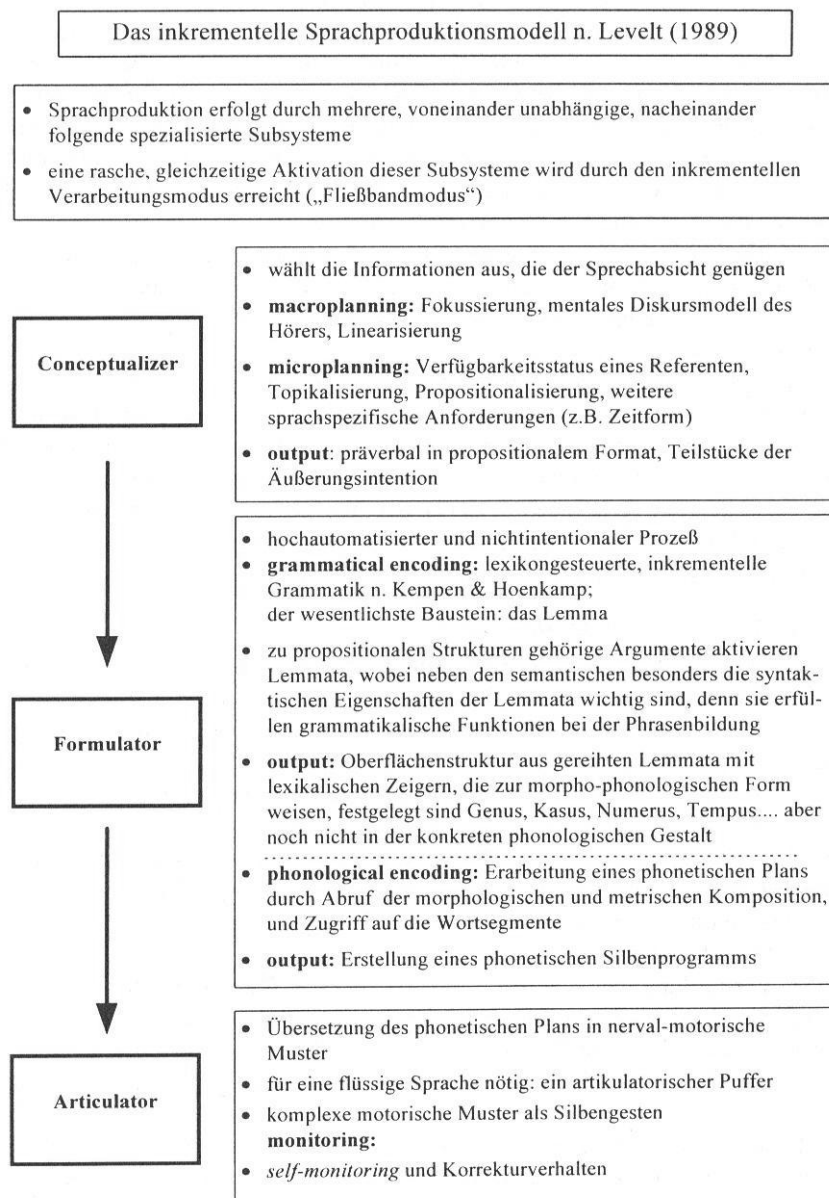 Das inkrementelle Sprachproduktionsmodell n. Levelt (1989)
• Sprachproduktion erfolgt durch mehrere, voneinander unabhängige, nacheinander
folgende spezialisierte Subsysteme
• eine rasche, gleichzeitige Aktivation dieser Subsysteme wird durch den inkrementellen
Verarbeitungsmodus erreicht („Fließbandmodus“)
Conceptualizer
• wählt die Informationen aus, die der Sprechabsicht genügen
• macroplanning: Fokussierung, mentales Diskursmodell des
Hörers, Linearisierung
• microplanning: Verfügbarkeitsstatus eines Referenten,
Topikalisierung, Propositionalisierung, weitere
sprachspezifische Anforderungen (z.B. Zeitform)
• output: präverbal in propositionalem Format, Teilstücke der
Äußerungsintention
Formulator
• hochautomatisierter und nichtintentionaler Prozeß
• grammatical encoding: lexikongesteuerte, inkrementelle
Grammatik n. Kempen & Hoenkamp;
der wesentlichste Baustein: das Lemma
• zu propositionalen Strukturen gehörige Argumente aktivieren
Lemmata, wobei neben den semantischen besonders die syntak-
tischen Eigenschaften der Lemmata wichtig sind, denn sie erfül-
len grammatikalische Funktionen bei der Phrasenbildung
• output: Oberflächenstruktur aus gereihten Lemmata mit
lexikalischen Zeigern, die zur morpho-phonologischen Form
weisen, festgelegt sind Genus, Kasus, Numerus, Tempus.... aber
noch nicht in der konkreten phonologischen Gestalt
• phonological encoding: Erarbeitung eines phonetischen Plans
durch Abruf der morphologischen und metrischen Komposition,
und Zugriff auf die Wortsegmente
• output: Erstellung eines phonetischen Silbenprogramms
Articulator
• Übersetzung des phonetischen Plans in nerval-motorische
Muster
• für eine flüssige Sprache nötig: ein artikulatorischer Puffer
• komplexe motorische Muster als Silbengesten
monitoring:
• self-monitoring und Korrekturverhalten